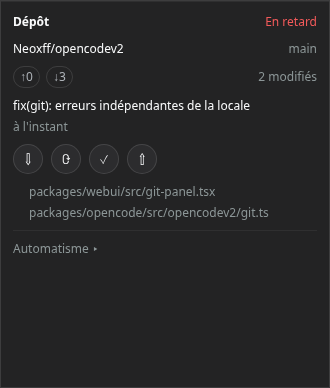 Dépôt En retard
Neoxff/opencodev2 main
↑0 ↓3 2 modifiés
fix(git): erreurs indépendantes de la locale
à l'instant
packages/webui/src/git-panel.tsx
packages/opencode/src/opencodev2/git.ts
Automatisme ▸